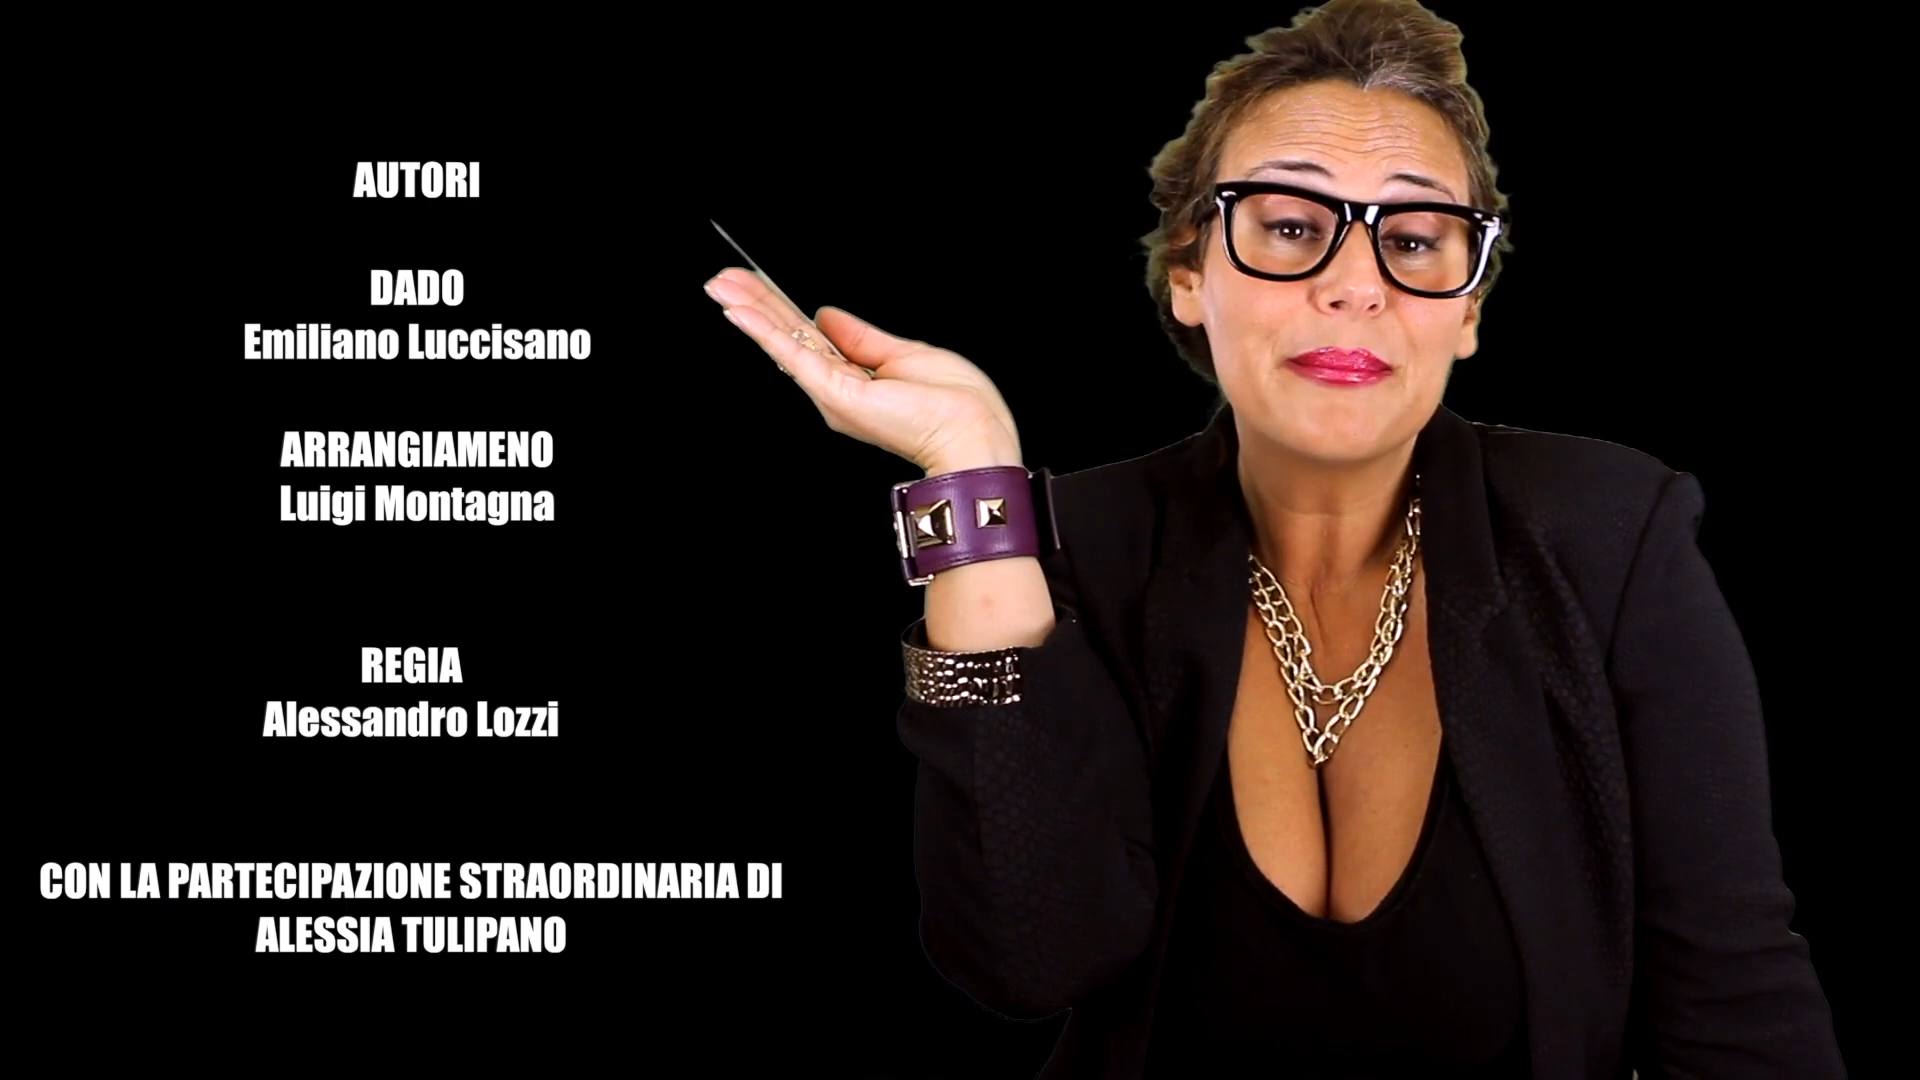 AUTORI
DADO
Emiliano Luccisano
ARRANGIAMENO
Luigi Montagna
REGIA
Alessandro Lozzi
CON LA PARTECIPAZIONE STRAORDINARIA DI
ALESSIA TULIPANO